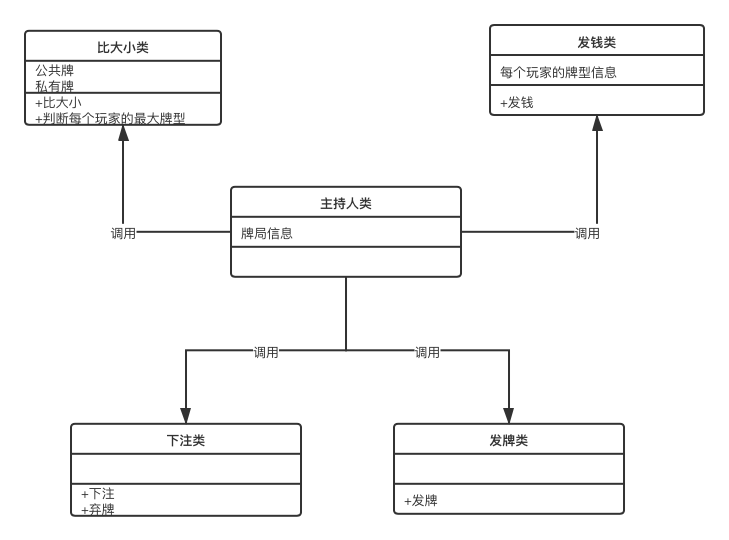 比大小类
公共牌
私有牌
+比大小
+判断每个玩家的最大牌型
发钱类
每个玩家的牌型信息
+发钱
主持人类
牌局信息
调用
调用
调用
调用
下注类
+下注
+弃牌
发牌类
+发牌